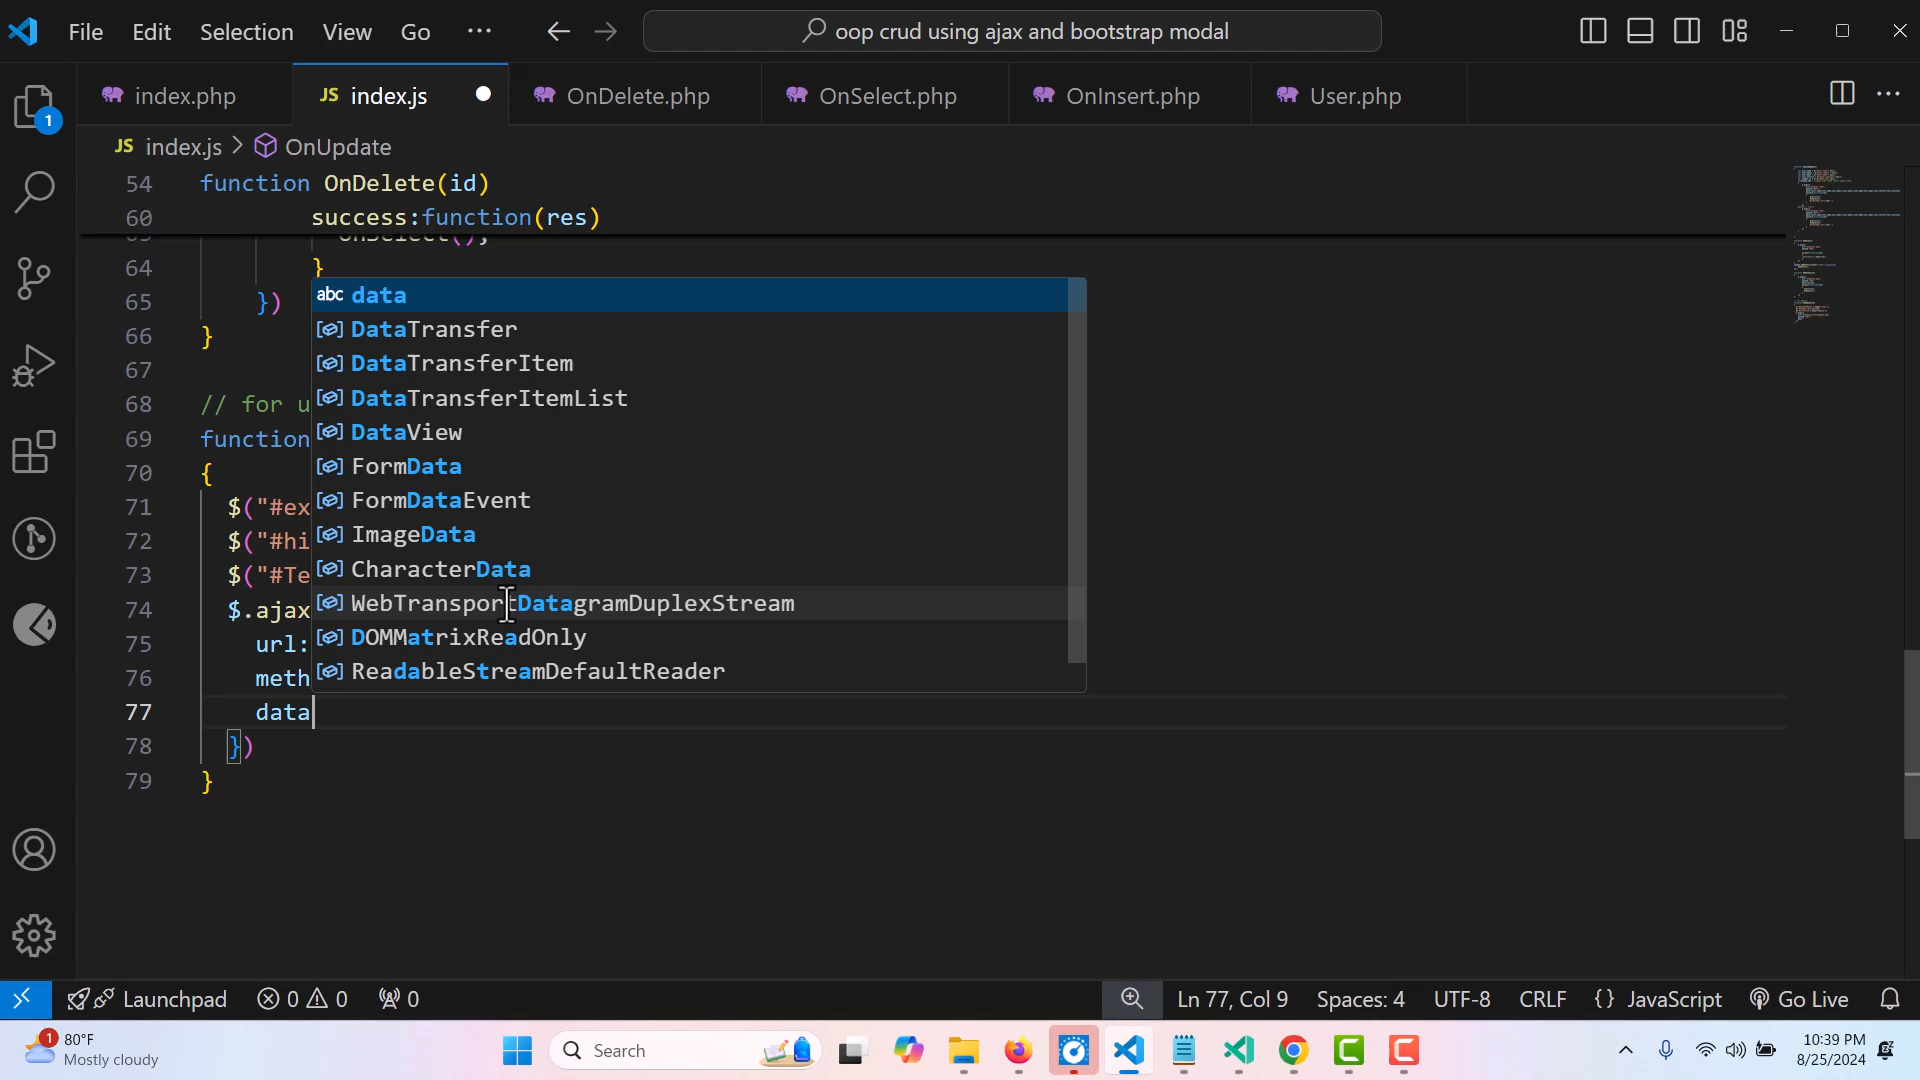 File Edit Selection View Go ··· oop crud using ajax and bootstrap modal
index.php JS index.js OnDelete.php OnSelect.php OnInsert.php User.php
1
JS index.js > OnUpdate
54 function OnDelete(id)
60 success:function(res)
onSelect();
64 }
65 })
66 }
67
68 // for u
69 function
70 {
71 $("#ex
72 $("#hi
73 $("#Te
74 $.ajax
75 url:
76 meth
77 data
78 })
79 }
abc data
DataTransfer
DataTransferItem
DataTransferItemList
DataView
FormData
FormDataEvent
ImageData
CharacterData
WebTransportDatagramDuplexStream
DOMMatrixReadOnly
ReadableStreamDefaultReader
Launchpad 0 0 0 Ln 77, Col 9 Spaces: 4 UTF-8 CRLF {} JavaScript Go Live
1 80°F
Mostly cloudy
Search
10:39 PM
8/25/2024